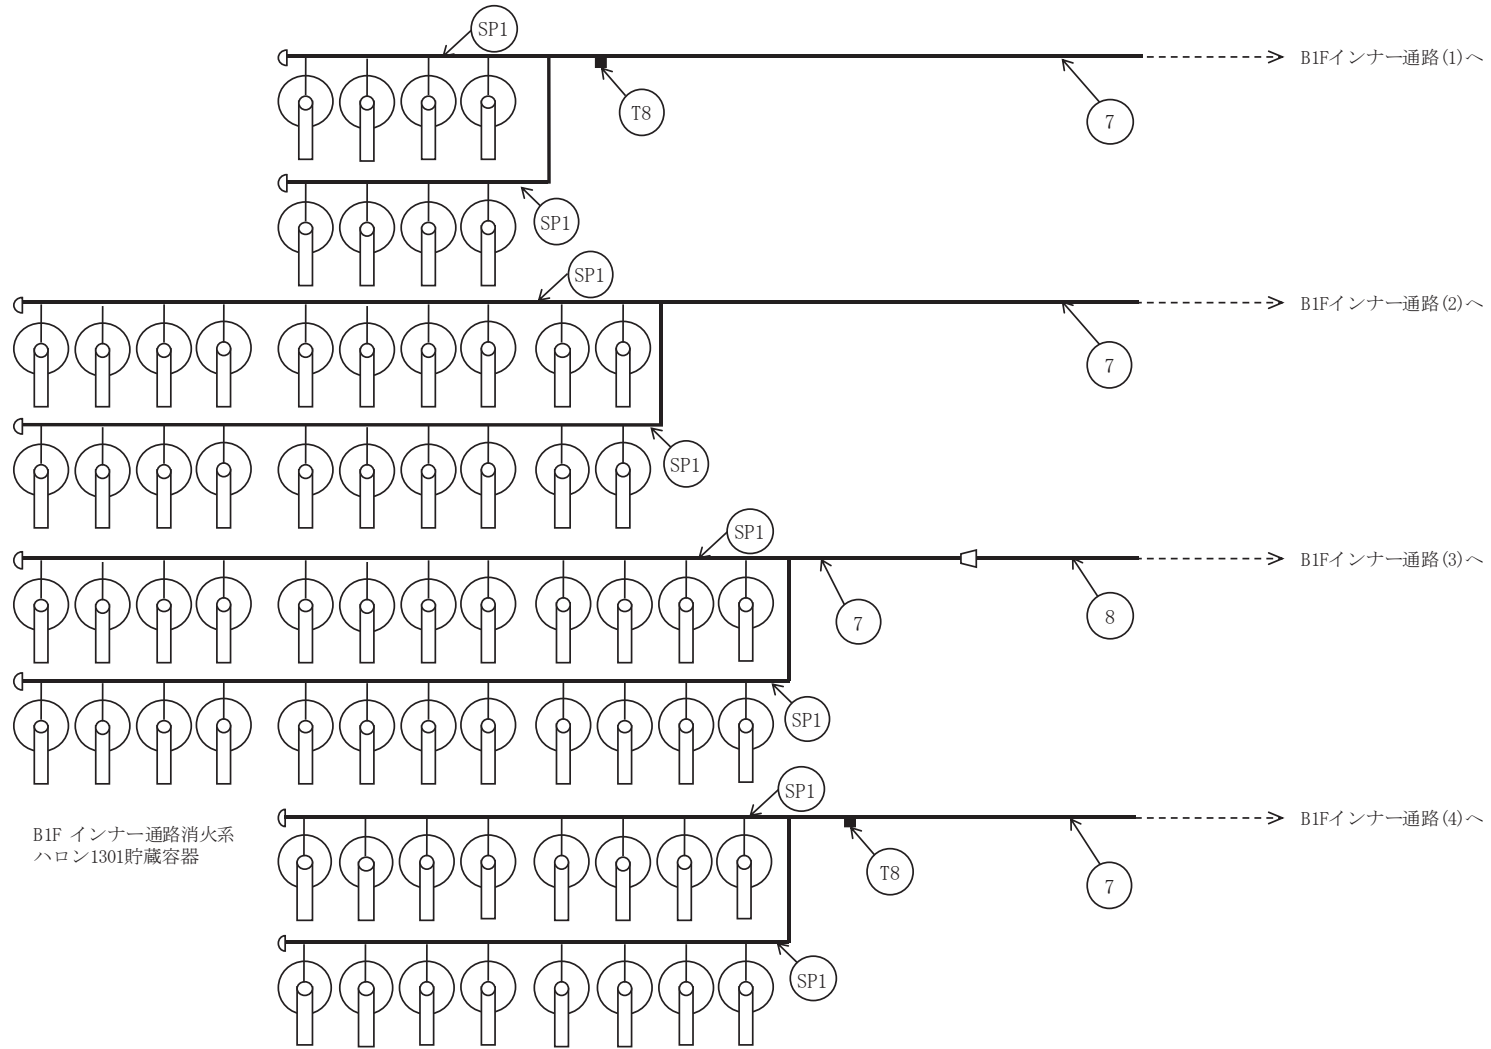 SP1
B1Fインナー通路(1)へ
T8
7
SP1
SP1
B1Fインナー通路(2)へ
7
SP1
SP1
B1Fインナー通路(3)へ
7
8
SP1
SP1
B1Fインナー通路(4)へ
B1F インナー通路消火系
ハロン1301貯蔵容器
T8
7
SP1